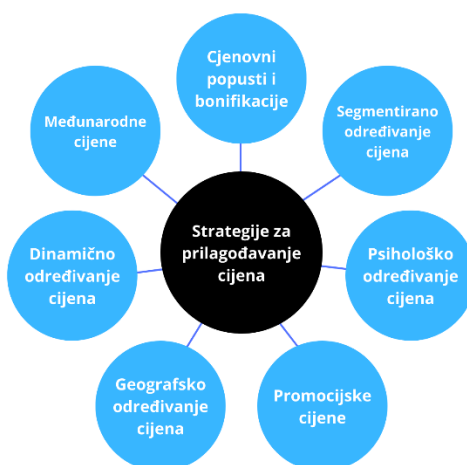 Cjenovni
popusti i
bonifikacije
Segmentirano
određivanje
cijena
Psihološko
određivanje
cijena
Promocijske
cijene
Geografsko
određivanje
cijena
Dinamično
određivanje
cijena
Međunarodne
cijene
Strategije za
prilagođavanje
cijena